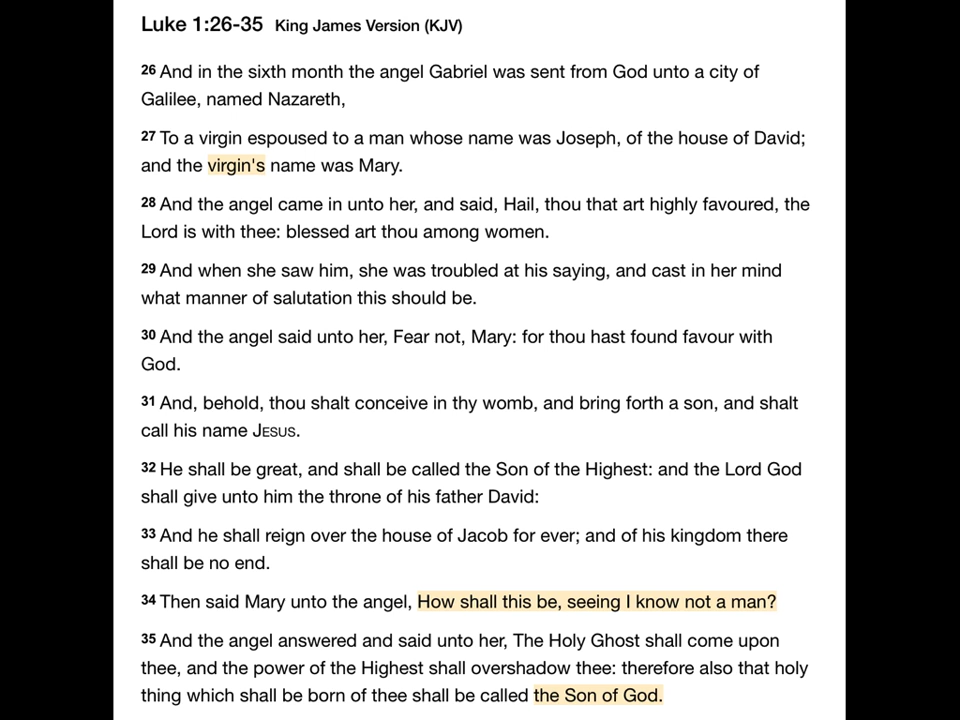 Luke 1:26-35 King James Version (KJV)
26 And in the sixth month the angel Gabriel was sent from God unto a city of
Galilee, named Nazareth,
27 To a virgin espoused to a man whose name was Joseph, of the house of David;
and the virgin's name was Mary.
28 And the angel came in unto her, and said, Hail, thou that art highly favoured, the
Lord is with thee: blessed art thou among women.
29 And when she saw him, she was troubled at his saying, and cast in her mind
what manner of salutation this should be.
30 And the angel said unto her, Fear not, Mary: for thou hast found favour with
God.
31 And, behold, thou shalt conceive in thy womb, and bring forth a son, and shalt
call his name JESUS.
32 He shall be great, and shall be called the Son of the Highest: and the Lord God
shall give unto him the throne of his father David:
33 And he shall reign over the house of Jacob for ever; and of his kingdom there
shall be no end.
34 Then said Mary unto the angel, How shall this be, seeing I know not a man?
35 And the angel answered and said unto her, The Holy Ghost shall come upon
thee, and the power of the Highest shall overshadow thee: therefore also that holy
thing which shall be born of thee shall be called the Son of God.